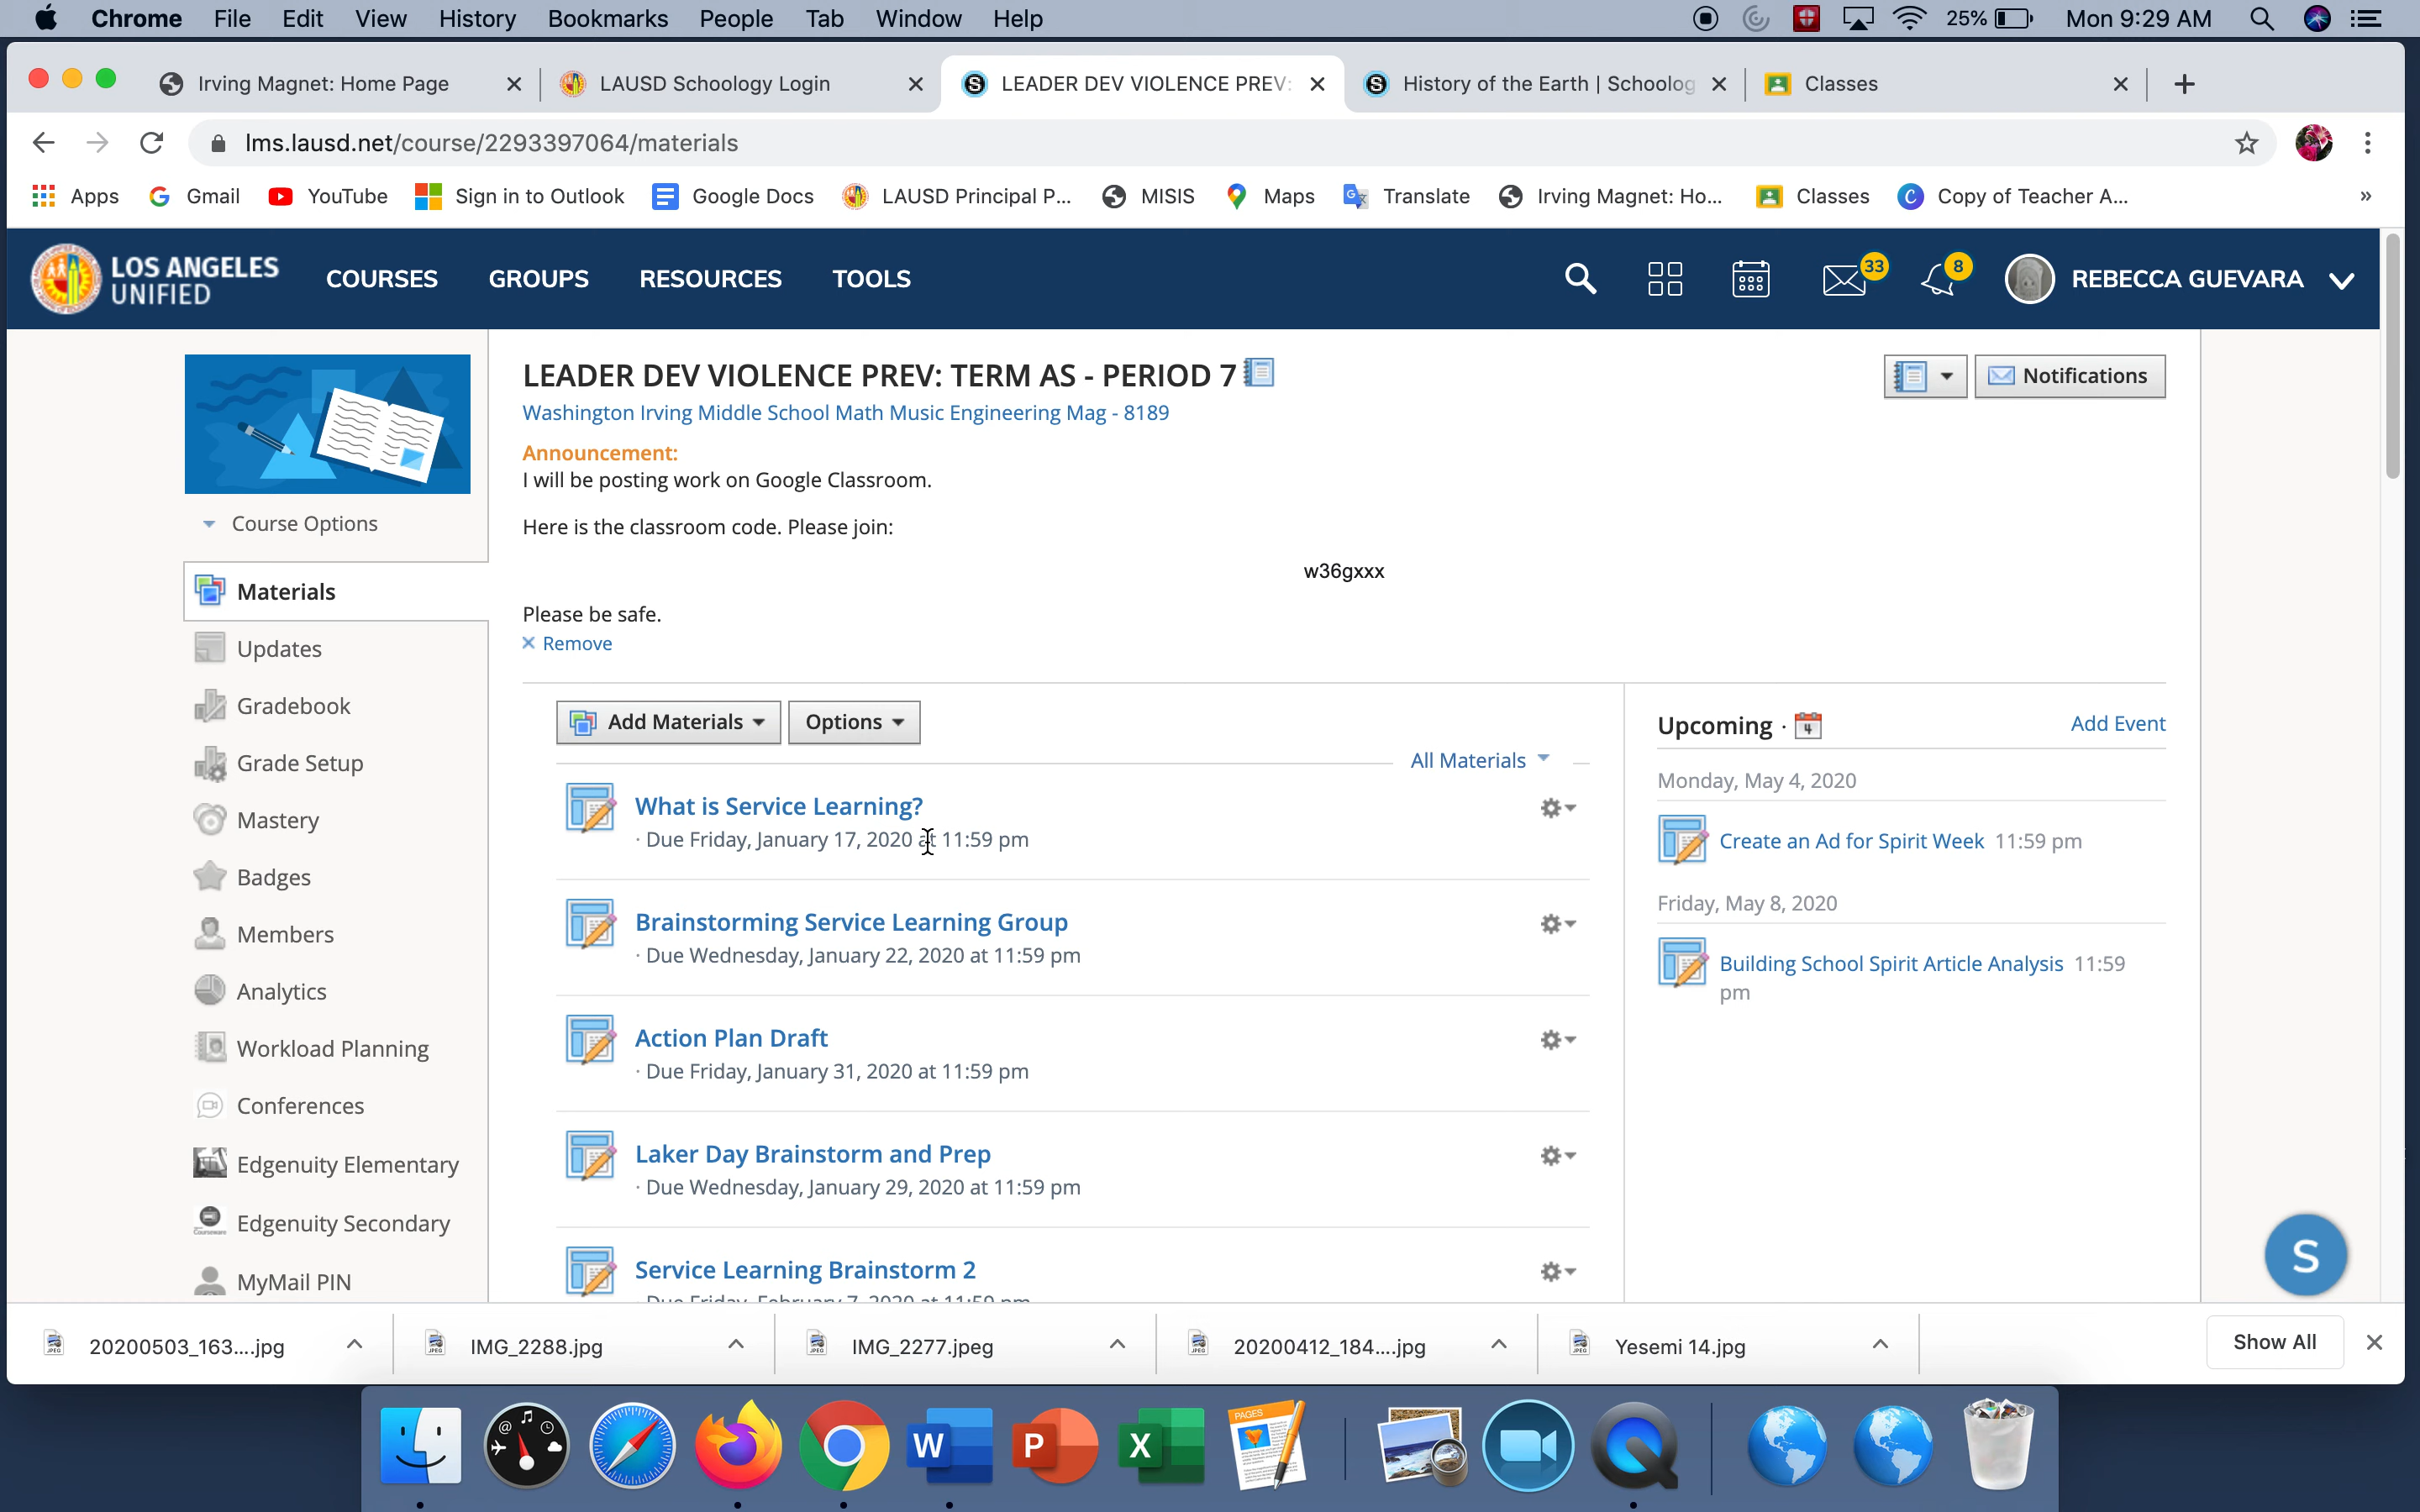 Chrome File Edit View History Bookmarks People Tab Window Help 25% Mon 9:29 AM
Irving Magnet: Home Page LAUSD Schoology Login LEADER DEV VIOLENCE PREV: History of the Earth | Schoolog Classes
lms.lausd.net/course/2293397064/materials
Apps Gmail YouTube Sign in to Outlook Google Docs LAUSD Principal P... MISIS Maps Translate Irving Magnet: Ho... Classes Copy of Teacher A... »
LOS ANGELES
UNIFIED
COURSES GROUPS RESOURCES TOOLS 33 8 REBECCA GUEVARA
LEADER DEV VIOLENCE PREV: TERM AS - PERIOD 7
Notifications
Washington Irving Middle School Math Music Engineering Mag - 8189
Announcement:
I will be posting work on Google Classroom.
Here is the classroom code. Please join:
w36gxxx
Please be safe.
Remove
Course Options
Materials
Updates
Gradebook
Grade Setup
Mastery
Badges
Members
Analytics
Workload Planning
Conferences
Edgenuity Elementary
Edgenuity Secondary
MyMail PIN
Add Materials Options
All Materials
What is Service Learning?
· Due Friday, January 17, 2020 at 11:59 pm
Brainstorming Service Learning Group
· Due Wednesday, January 22, 2020 at 11:59 pm
Action Plan Draft
· Due Friday, January 31, 2020 at 11:59 pm
Laker Day Brainstorm and Prep
· Due Wednesday, January 29, 2020 at 11:59 pm
Service Learning Brainstorm 2
· Due Friday, February 7, 2020 at 11:59 pm
Upcoming · 4 Add Event
Monday, May 4, 2020
Create an Ad for Spirit Week 11:59 pm
Friday, May 8, 2020
Building School Spirit Article Analysis 11:59
pm
S
20200503_163....jpg IMG_2288.jpg IMG_2277.jpeg 20200412_184....jpg Yesemi 14.jpg Show All
W P X PAGES